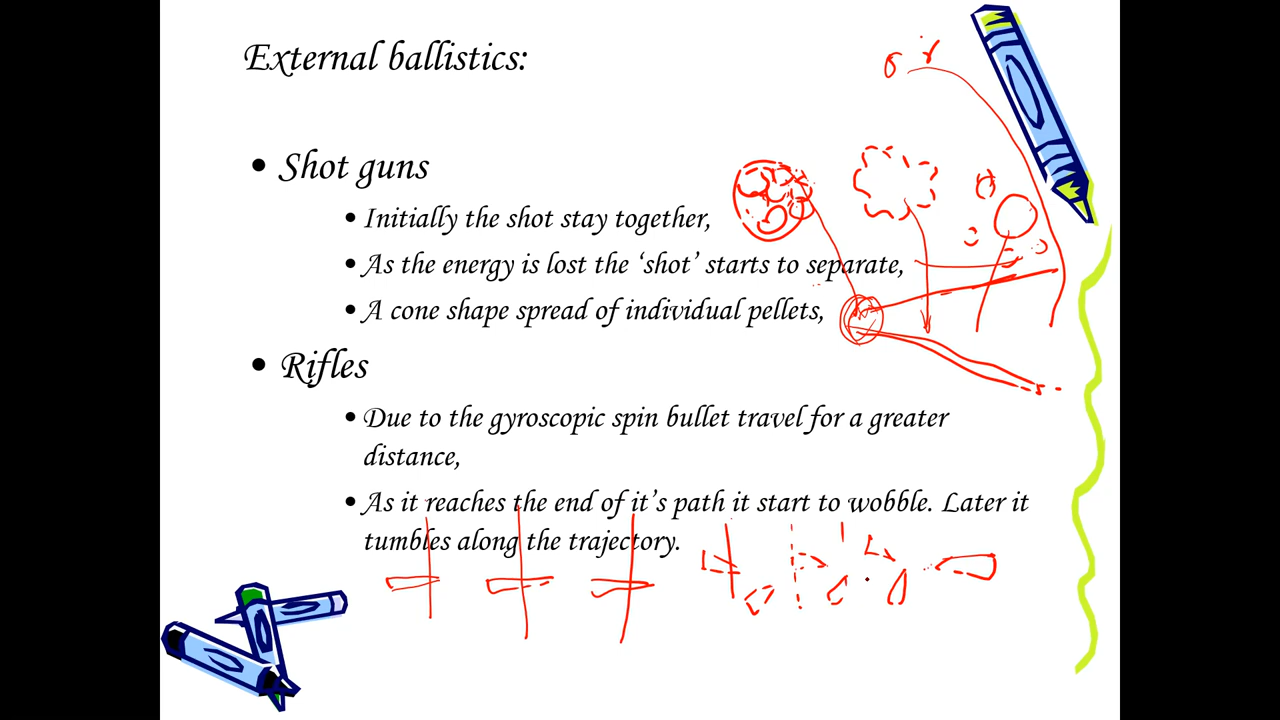 External ballistics:
• Shot guns
• Initially the shot stay together,
• As the energy is lost the ‘shot’ starts to separate,
• A cone shape spread of individual pellets,
• Rifles
• Due to the gyroscopic spin bullet travel for a greater
distance,
• As it reaches the end of it’s path it start to wobble. Later it
tumbles along the trajectory.